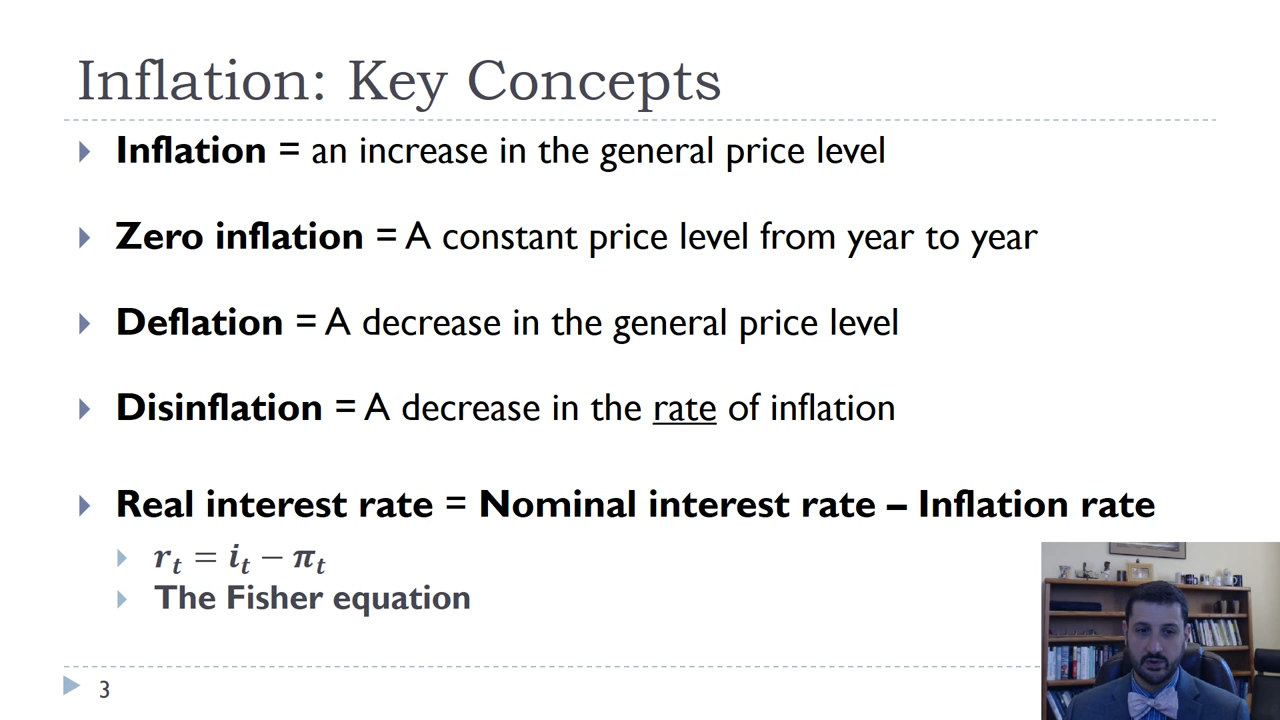 Inflation: Key Concepts
Inflation = an increase in the general price level
Zero inflation = A constant price level from year to year
Deflation = A decrease in the general price level
Disinflation = A decrease in the rate of inflation
Real interest rate = Nominal interest rate – Inflation rate
rₜ = iₜ − πₜ
The Fisher equation
3